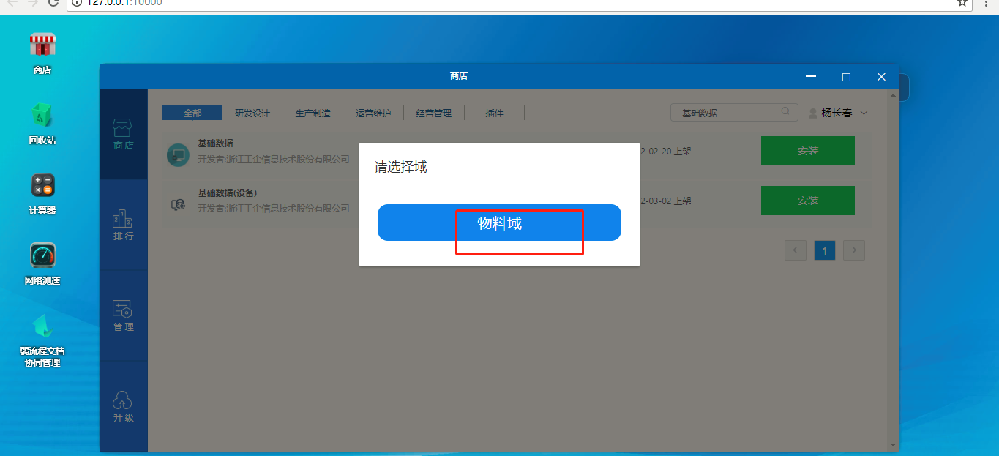 127.0.0.1:10000
商店
回收站
计算器
网络测速
弱流程文档
协同管理
商店
商店
排行
管理
升级
全部
研发设计
生产制造
运营维护
经营管理
插件
基础数据
杨长春
基础数据
开发者:浙江工企信息技术股份有限公司
2-02-20 上架
安装
基础数据(设备)
开发者:浙江工企信息技术股份有限公司
2-03-02 上架
安装
请选择域
物料域
1